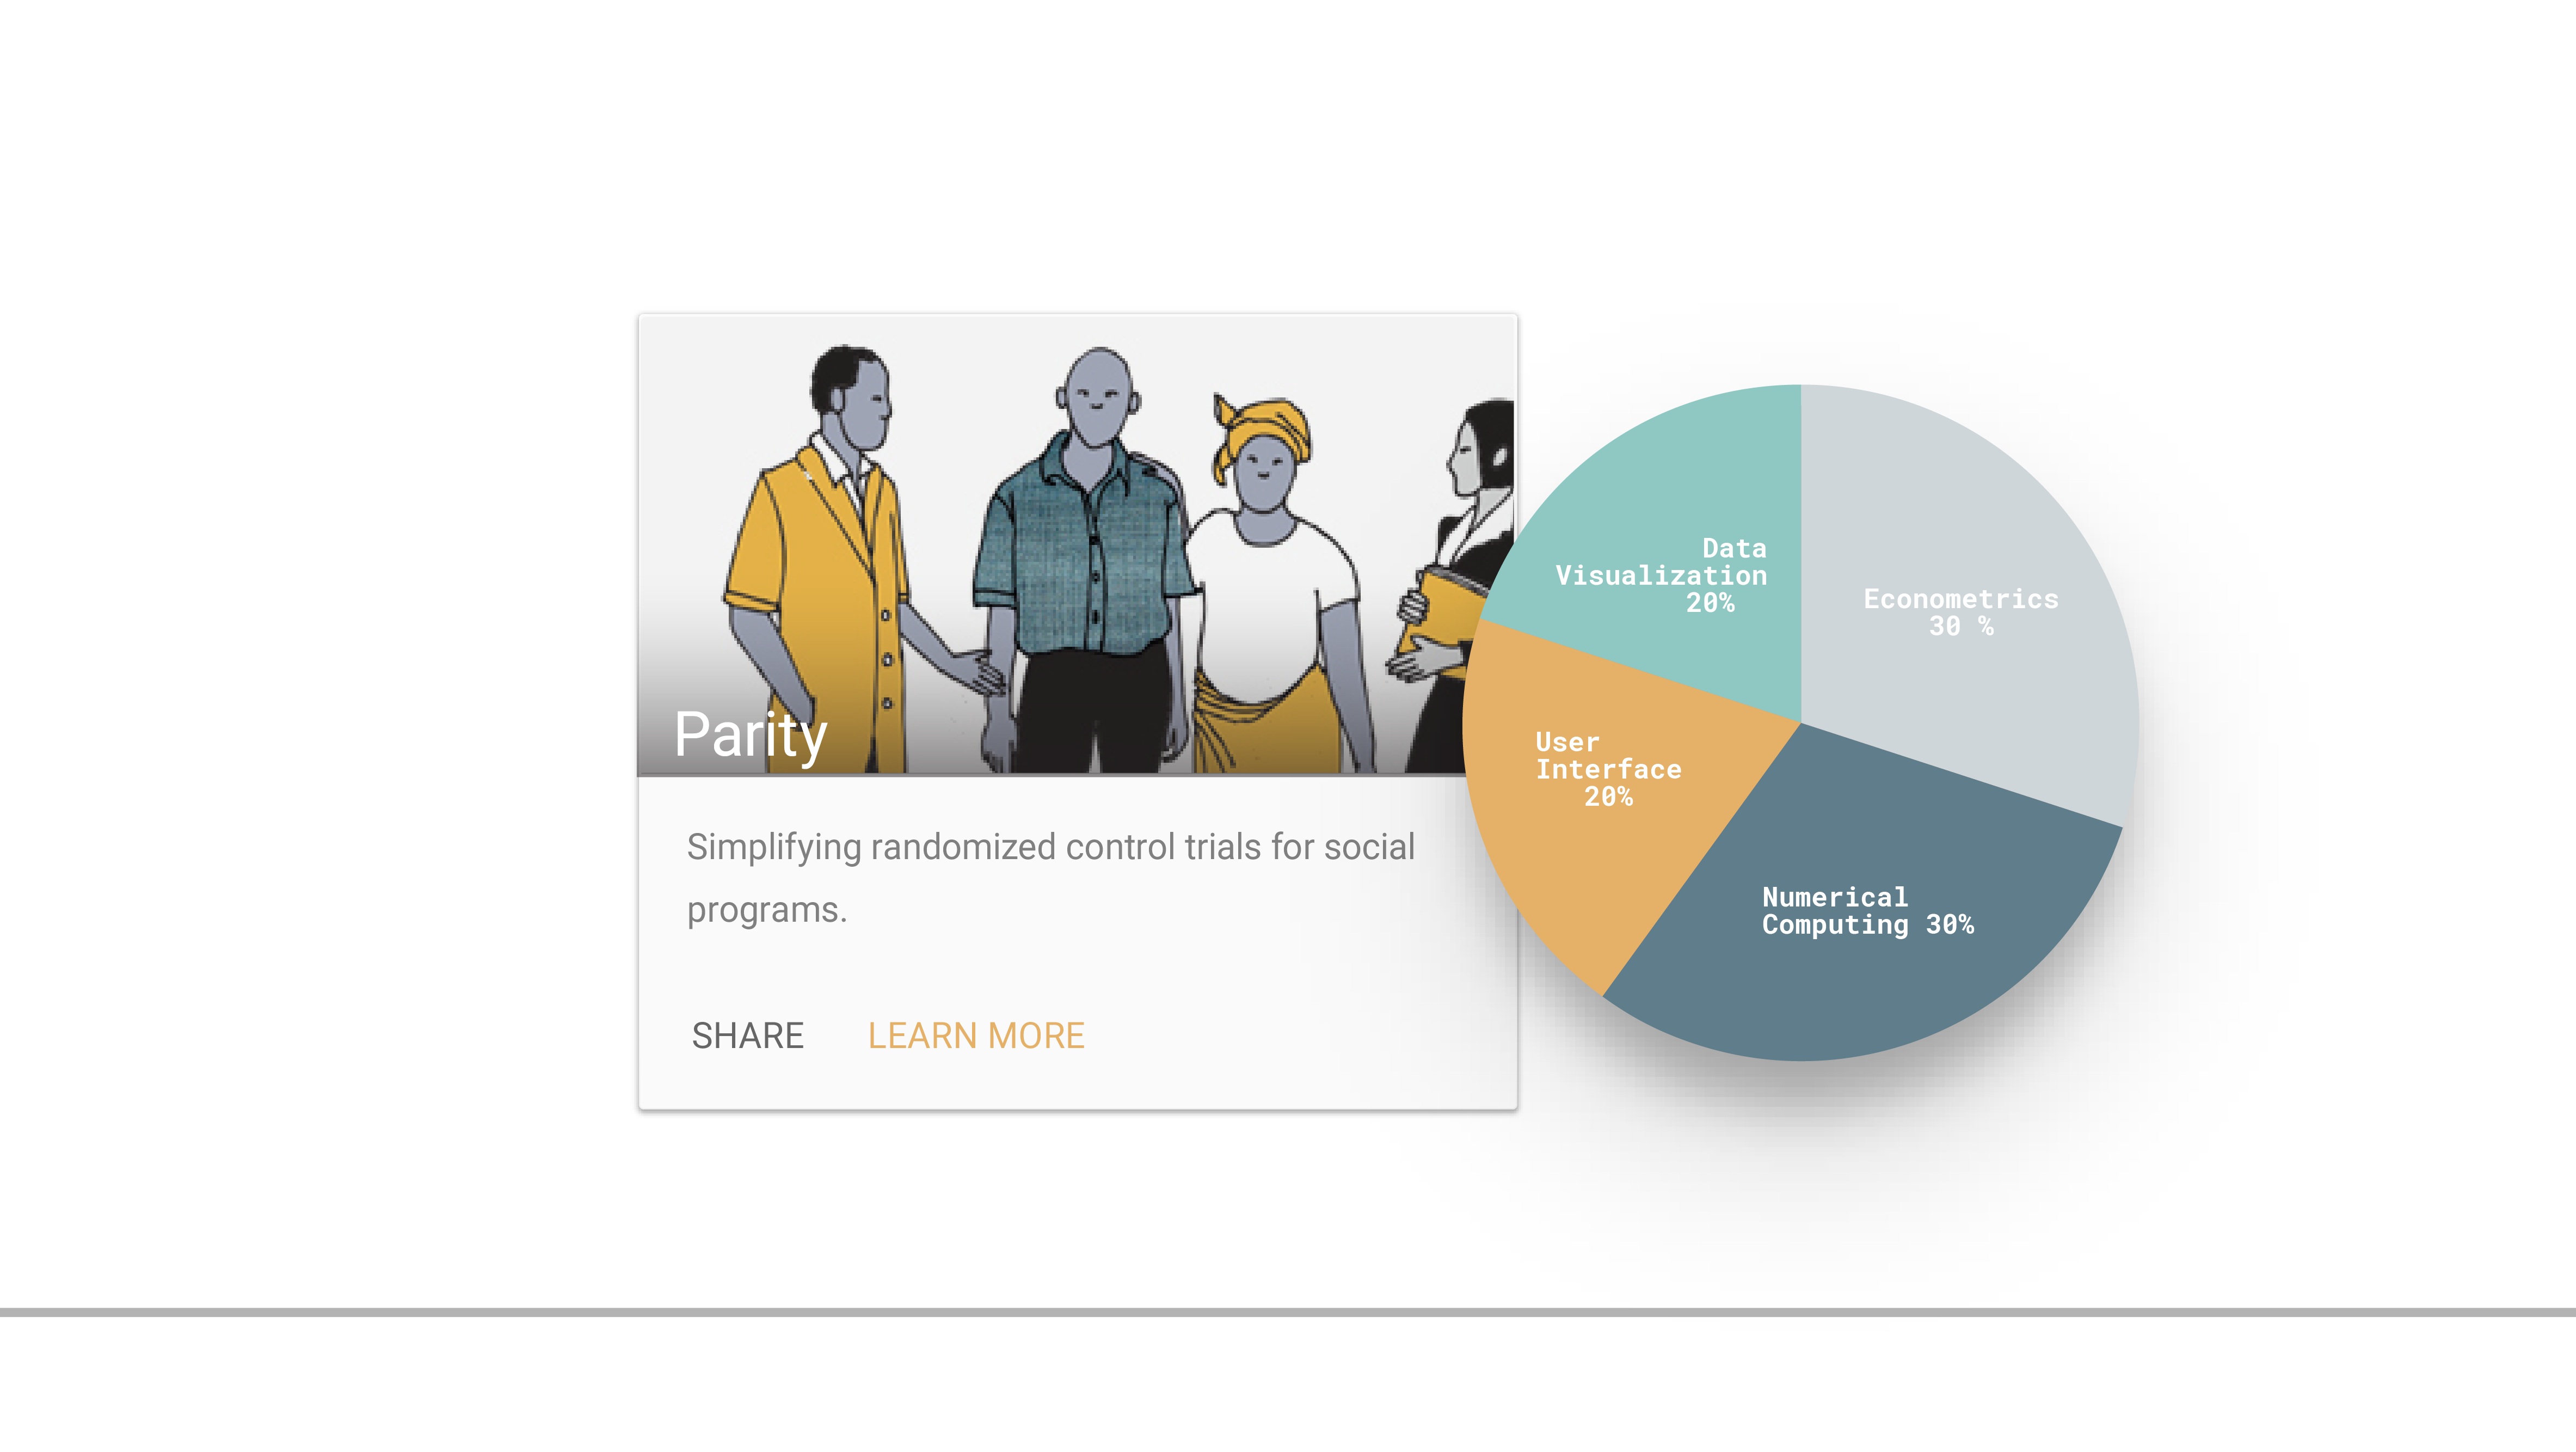 Parity
Simplifying randomized control trials for social
programs.
SHARE
LEARN MORE
Data
Visualization
20%
Econometrics
30 %
User
Interface
20%
Numerical
Computing 30%